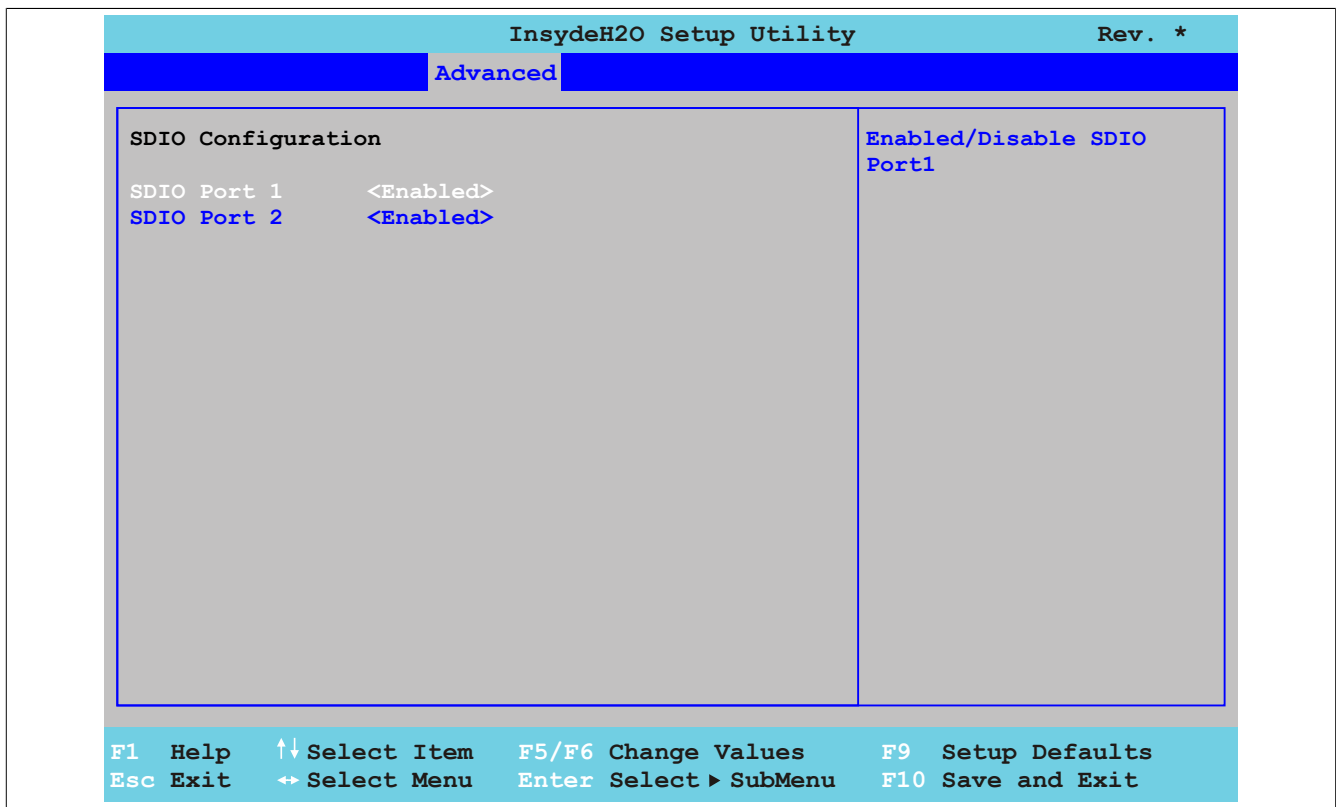 InsydeH2O Setup Utility Rev. *
Advanced
SDIO Configuration
SDIO Port 1 <Enabled>
SDIO Port 2 <Enabled>
Enabled/Disable SDIO
Port1
F1 Help ↑↓ Select Item F5/F6 Change Values F9 Setup Defaults
Esc Exit ↔ Select Menu Enter Select ▶ SubMenu F10 Save and Exit